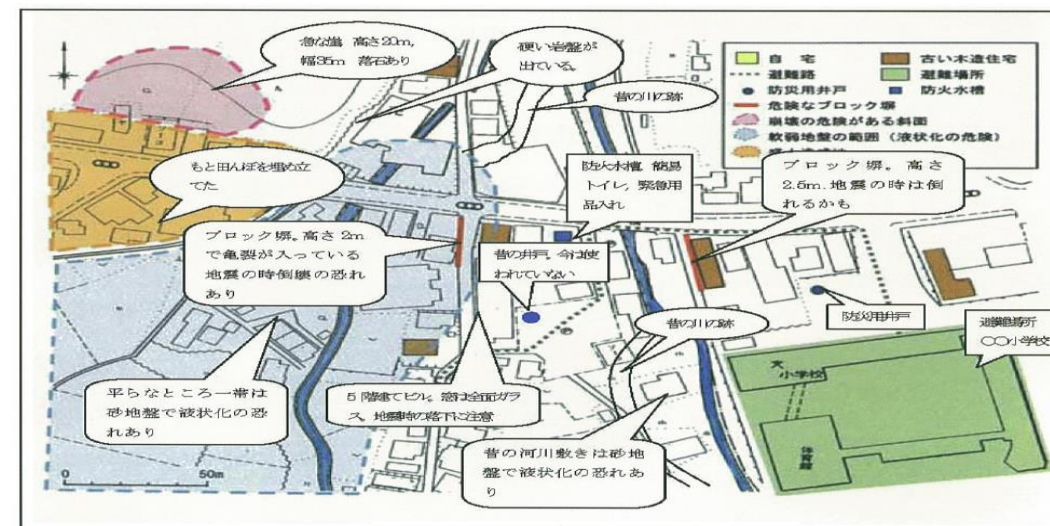 急な崖。高さ20m,
幅35m 落石あり
硬い岩盤が
出ている。
昔の川の跡
自　宅
古い木造住宅
避難路
避難場所
防災用井戸
防火水槽
危険なブロック塀
崩壊の危険がある斜面
軟弱地盤の範囲（液状化の危険）
もと田んぼを埋め立
てた
防火水槽 簡易
トイレ, 緊急用
品入れ
ブロック塀。高さ
2.5m.地震の時は倒
れるかも
ブロック塀。高さ2m
で亀裂が入っている
地震の時倒壊の恐れ
あり
昔の井戸。今は使
われていない
昔の川の跡
防災用井戸
避難場所
〇〇小学校
文
小学校
体育館
平らなところ一帯は
砂地盤で液状化の恐
れあり
5階建てビル。窓は全面ガラ
ス 地震時の落下に注意
昔の河川敷きは砂地
盤で液状化の恐れあ
り
0 50m